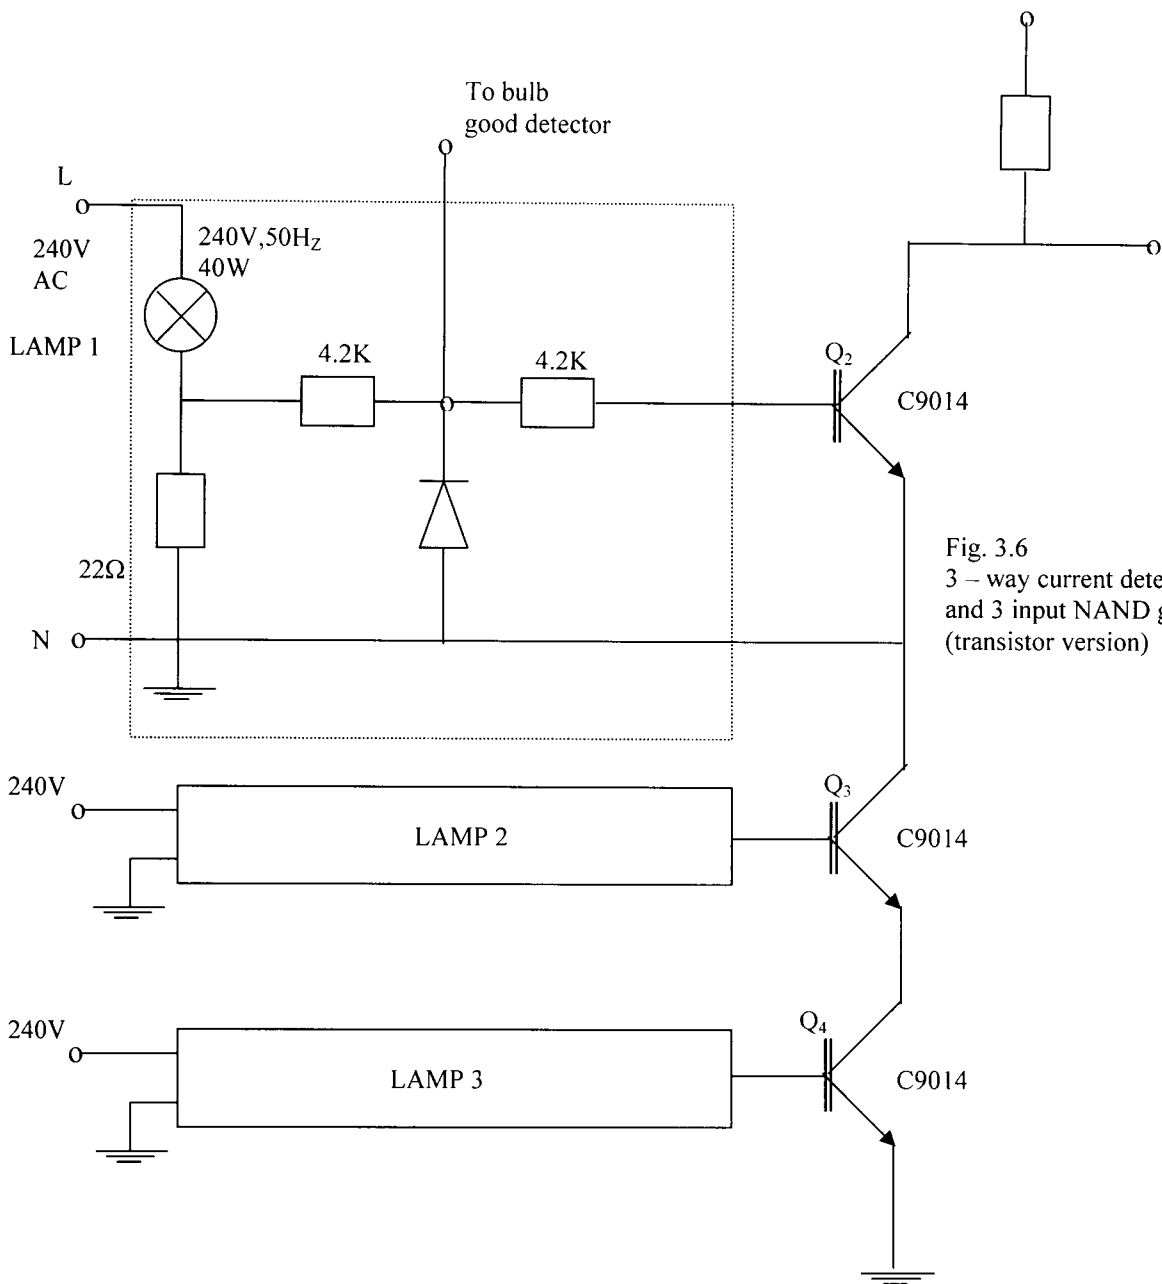 To bulb
good detector
L
240V
AC
240V,50Hz
40W
LAMP 1
4.2K
4.2K
Q2
C9014
22Ω
N
Fig. 3.6
3 – way current dete
and 3 input NAND g
(transistor version)
240V
LAMP 2
Q3
C9014
240V
LAMP 3
Q4
C9014